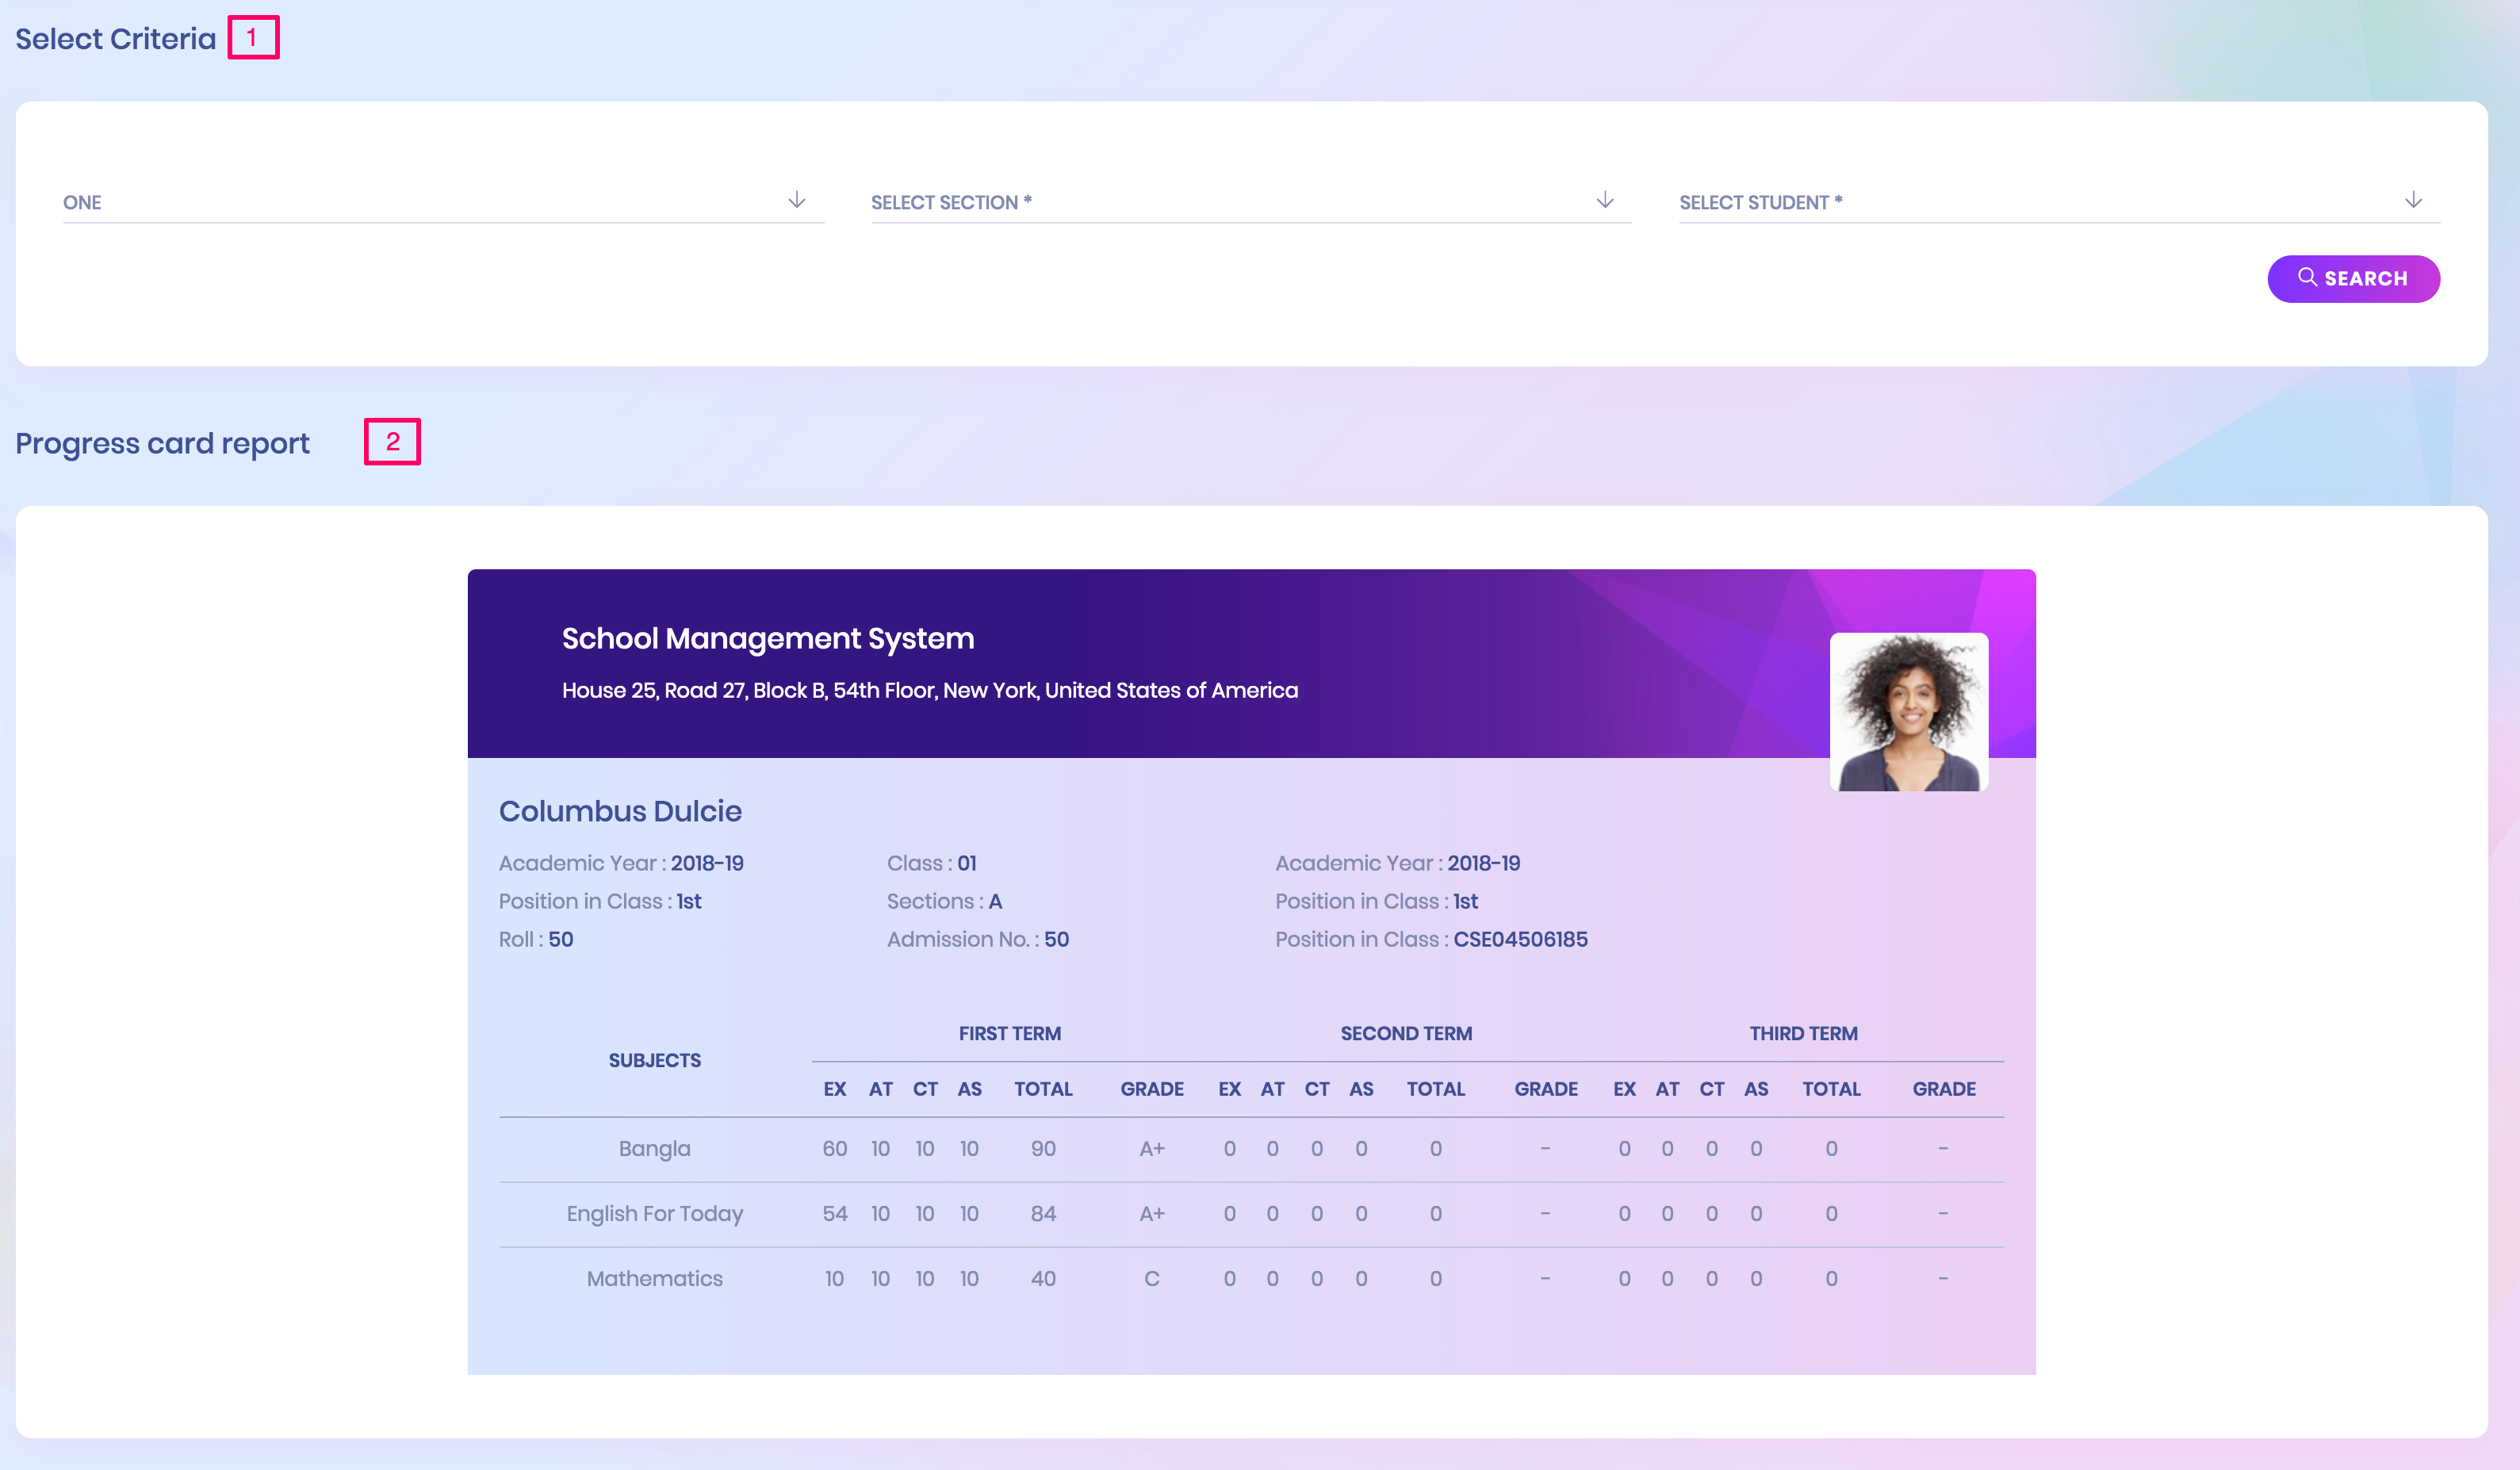 Select Criteria 1
ONE SELECT SECTION * SELECT STUDENT *
SEARCH
Progress card report 2
School Management System
House 25, Road 27, Block B, 54th Floor, New York, United States of America
Columbus Dulcie
Academic Year : 2018-19 Class : 01 Academic Year : 2018-19
Position in Class : 1st Sections : A Position in Class : 1st
Roll : 50 Admission No. : 50 Position in Class : CSE04506185
FIRST TERM SECOND TERM THIRD TERM
SUBJECTS
EX AT CT AS TOTAL GRADE EX AT CT AS TOTAL GRADE EX AT CT AS TOTAL GRADE
Bangla 60 10 10 10 90 A+ 0 0 0 0 0 - 0 0 0 0 0 -
English For Today 54 10 10 10 84 A+ 0 0 0 0 0 - 0 0 0 0 0 -
Mathematics 10 10 10 10 40 C 0 0 0 0 0 - 0 0 0 0 0 -